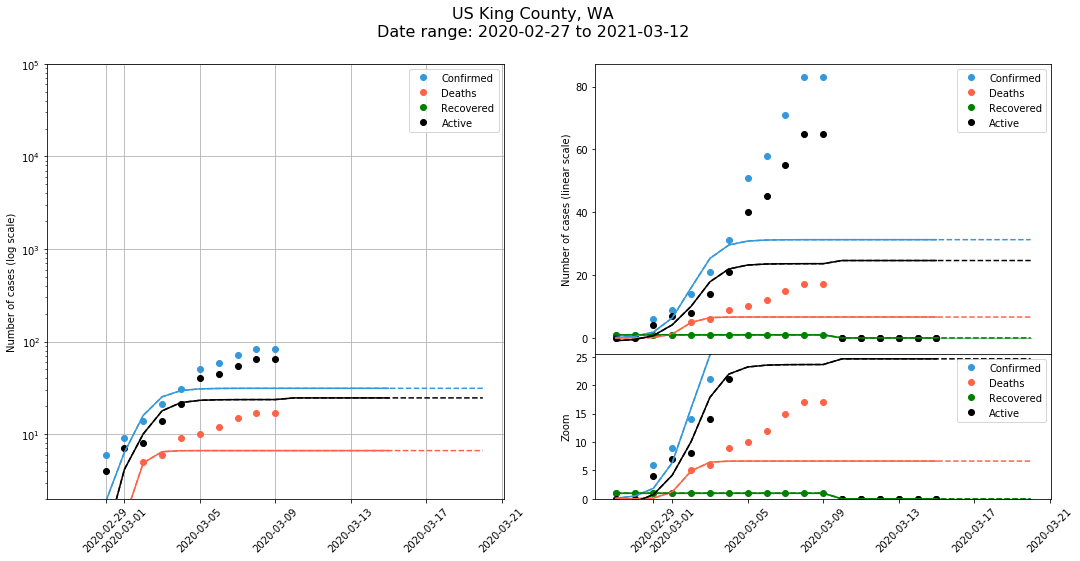 US King County, WA
Date range: 2020-02-27 to 2021-03-12
Number of cases (log scale)
10^5
10^4
10^3
10^2
10^1
Confirmed
Deaths
Recovered
Active
2020-02-29
2020-03-01
2020-03-05
2020-03-09
2020-03-13
2020-03-17
2020-03-21
Number of cases (linear scale)
80
60
40
20
0
Confirmed
Deaths
Recovered
Active
Zoom
25
20
15
10
5
0
Confirmed
Deaths
Recovered
Active
2020-02-29
2020-03-01
2020-03-05
2020-03-09
2020-03-13
2020-03-17
2020-03-21